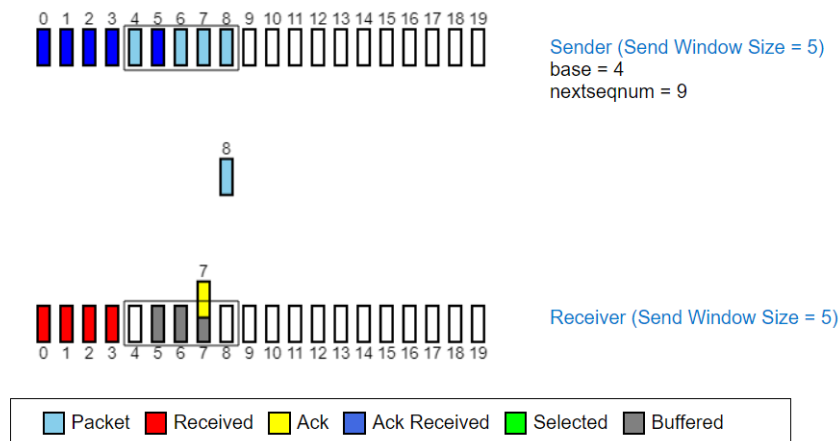 0 1 2 3 4 5 6 7 8 9 10 11 12 13 14 15 16 17 18 19
Sender (Send Window Size = 5)
base = 4
nextseqnum = 9
8
7
Receiver (Send Window Size = 5)
0 1 2 3 4 5 6 7 8 9 10 11 12 13 14 15 16 17 18 19
Packet Received Ack Ack Received Selected Buffered